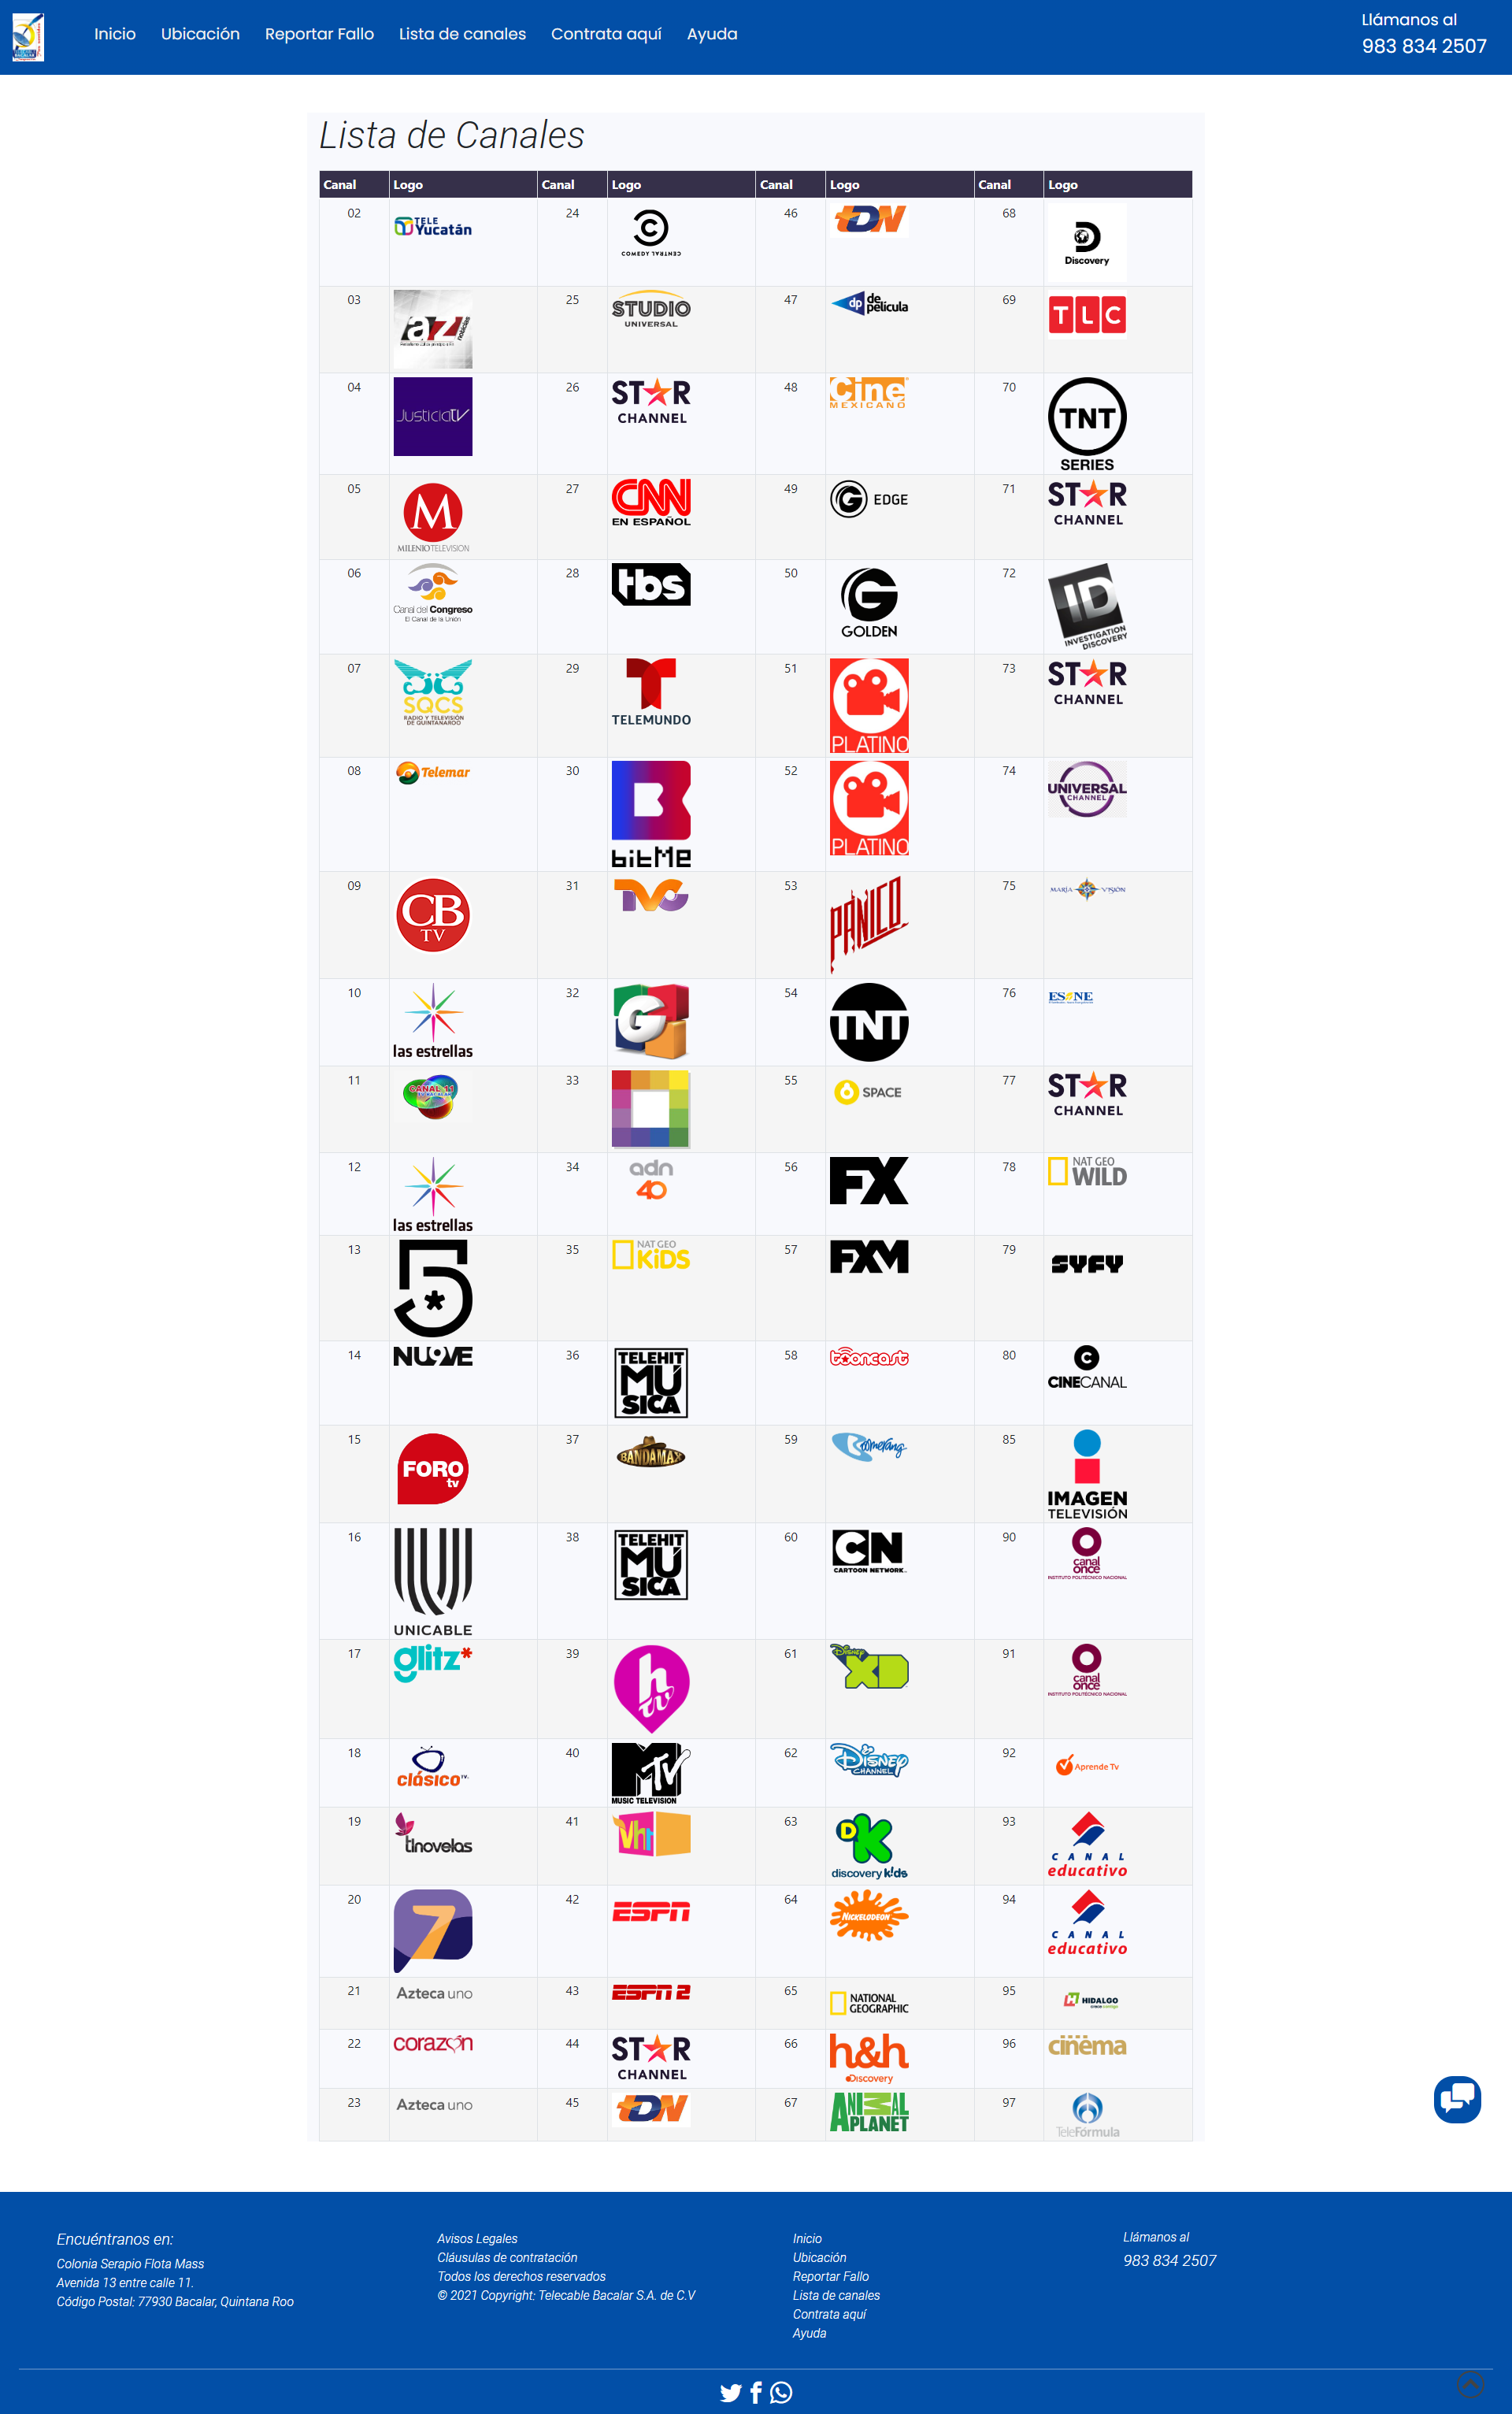 Inicio Ubicación Reportar Fallo Lista de canales Contrata aquí Ayuda
Llámanos al
983 834 2507
Lista de Canales
Canal Logo Canal Logo Canal Logo Canal Logo
02 TELE Yucatán 24 COMEDY CENTRAL 46 TDN 68 Discovery
03 az noticias 25 STUDIO UNIVERSAL 47 dp de película 69 TLC
04 JusticiaTV 26 STAR CHANNEL 48 Cine MEXICANO 70 TNT SERIES
05 M MILENIO TELEVISION 27 CNN EN ESPAÑOL 49 G EDGE 71 STAR CHANNEL
06 Canal del Congreso El Canal de la Unión 28 tbs 50 G GOLDEN 72 ID INVESTIGATION DISCOVERY
07 SQCS RADIO Y TELEVISIÓN DE QUINTANAROO 29 T TELEMUNDO 51 PLATINO 73 STAR CHANNEL
08 Telemar 30 B bitMe 52 PLATINO 74 UNIVERSAL CHANNEL
09 CB TV 31 TVC 53 PÁNICO 75 MARÍA VISIÓN
10 las estrellas 32 G 54 TNT 76 ESNE
11 CANAL 11 33 55 SPACE 77 STAR CHANNEL
12 las estrellas 34 adn 40 56 FX 78 NAT GEO WILD
13 5* 35 NAT GEO KiDS 57 FXM 79 SYFY
14 NU9VE 36 TELEHIT MÚSICA 58 tooncast 80 C CINECANAL
15 FORO tv 37 BANDAMAX 59 Boomerang 85 IMAGEN TELEVISIÓN
16 UNICABLE 38 TELEHIT MÚSICA 60 CN CARTOON NETWORK 90 canal once INSTITUTO POLITÉCNICO NACIONAL
17 glitz* 39 h tv 61 Disney XD 91 canal once INSTITUTO POLITÉCNICO NACIONAL
18 clásico TV 40 MTV MUSIC TELEVISION 62 Disney CHANNEL 92 Aprende Tv
19 tlnovelas 41 Vh1 63 D K discovery k!ds 93 CANAL educativo
20 7 42 ESPN 64 NICKELODEON 94 CANAL educativo
21 Azteca uno 43 ESPN 2 65 NATIONAL GEOGRAPHIC 95 HIDALGO
22 corazón 44 STAR CHANNEL 66 h&h Discovery 96 cinema
23 Azteca uno 45 TDN 67 ANIMAL PLANET 97 TeleFórmula
Encuéntranos en:
Colonia Serapio Flota Mass
Avenida 13 entre calle 11.
Código Postal: 77930 Bacalar, Quintana Roo
Avisos Legales
Cláusulas de contratación
Todos los derechos reservados
© 2021 Copyright: Telecable Bacalar S.A. de C.V
Inicio
Ubicación
Reportar Fallo
Lista de canales
Contrata aquí
Ayuda
Llámanos al
983 834 2507